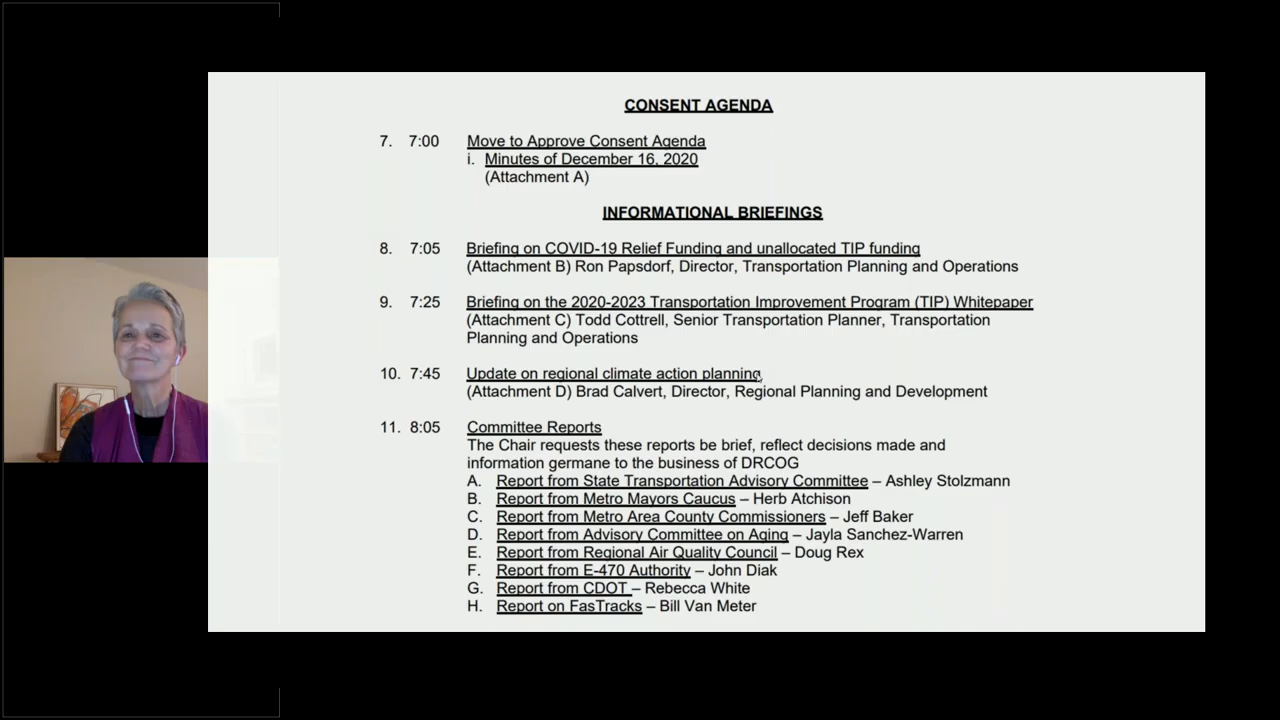 CONSENT AGENDA
7. 7:00 Move to Approve Consent Agenda
i. Minutes of December 16, 2020
(Attachment A)
INFORMATIONAL BRIEFINGS
8. 7:05 Briefing on COVID-19 Relief Funding and unallocated TIP funding
(Attachment B) Ron Papsdorf, Director, Transportation Planning and Operations
9. 7:25 Briefing on the 2020-2023 Transportation Improvement Program (TIP) Whitepaper
(Attachment C) Todd Cottrell, Senior Transportation Planner, Transportation
Planning and Operations
10. 7:45 Update on regional climate action planning
(Attachment D) Brad Calvert, Director, Regional Planning and Development
11. 8:05 Committee Reports
The Chair requests these reports be brief, reflect decisions made and
information germane to the business of DRCOG
A. Report from State Transportation Advisory Committee – Ashley Stolzmann
B. Report from Metro Mayors Caucus – Herb Atchison
C. Report from Metro Area County Commissioners – Jeff Baker
D. Report from Advisory Committee on Aging – Jayla Sanchez-Warren
E. Report from Regional Air Quality Council – Doug Rex
F. Report from E-470 Authority – John Diak
G. Report from CDOT – Rebecca White
H. Report on FasTracks – Bill Van Meter